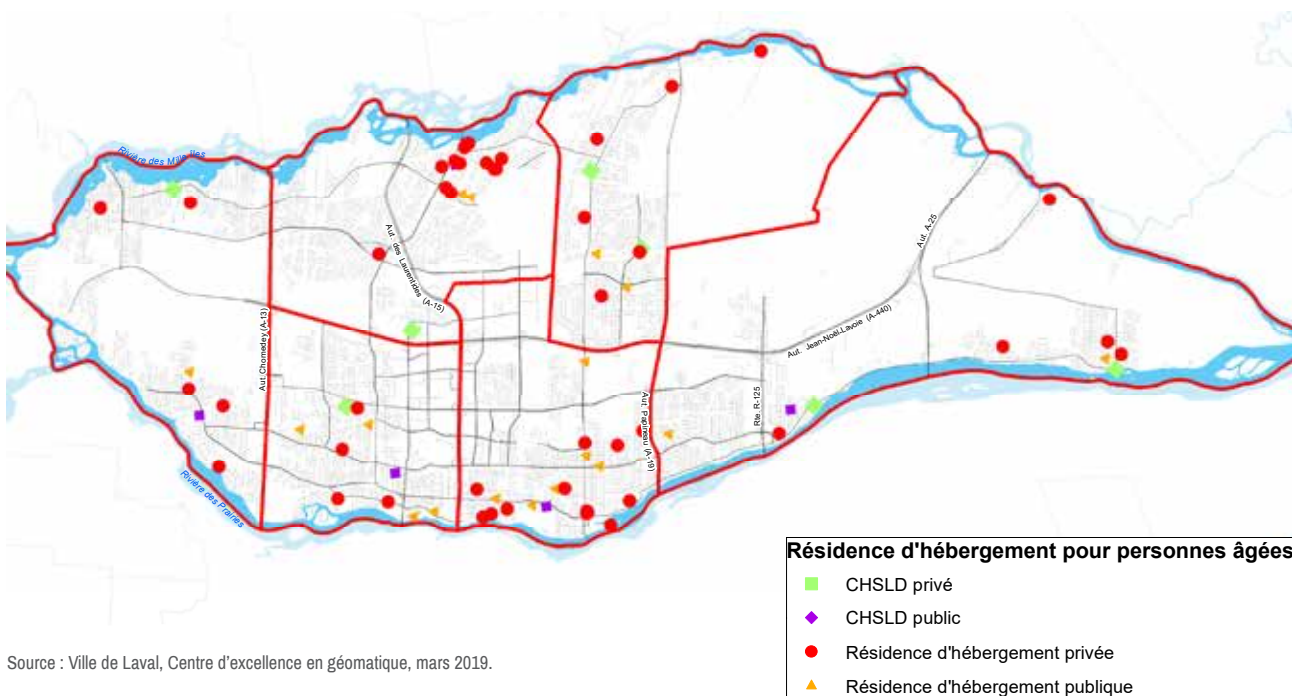 Rivière des Mille-Îles
Aut. des Laurentides (A-15)
Aut. A-25
Aut. Chomedey (A-13)
Aut. Jean-Noël-Lavoie (A-440)
Aut. Papineau (A-19)
Rte. R-125
Rivière des Prairies
Résidence d'hébergement pour personnes âgées
CHSLD privé
CHSLD public
Résidence d'hébergement privée
Résidence d'hébergement publique
Source : Ville de Laval, Centre d'excellence en géomatique, mars 2019.